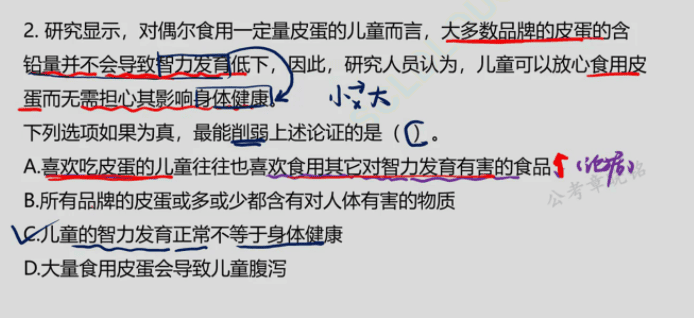 2. 研究显示，对偶尔食用一定量皮蛋的儿童而言，大多数品牌的皮蛋的含
铅量并不会导致智力发育低下，因此，研究人员认为，儿童可以放心食用皮
蛋而无需担心其影响身体健康。
小→大
下列选项如果为真，最能削弱上述论证的是（ ）。
A.喜欢吃皮蛋的儿童往往也喜欢食用其它对智力发育有害的食品
B.所有品牌的皮蛋或多或少都含有对人体有害的物质
公考章
C.儿童的智力发育正常不等于身体健康
D.大量食用皮蛋会导致儿童腹泻